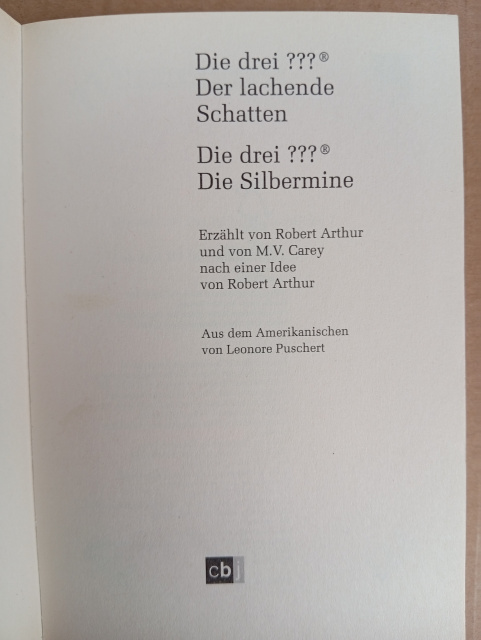 Die drei ???®
Der lachende
Schatten
Die drei ???®
Die Silbermine
Erzählt von Robert Arthur
und von M.V. Carey
nach einer Idee
von Robert Arthur
Aus dem Amerikanischen
von Leonore Puschert
cbj